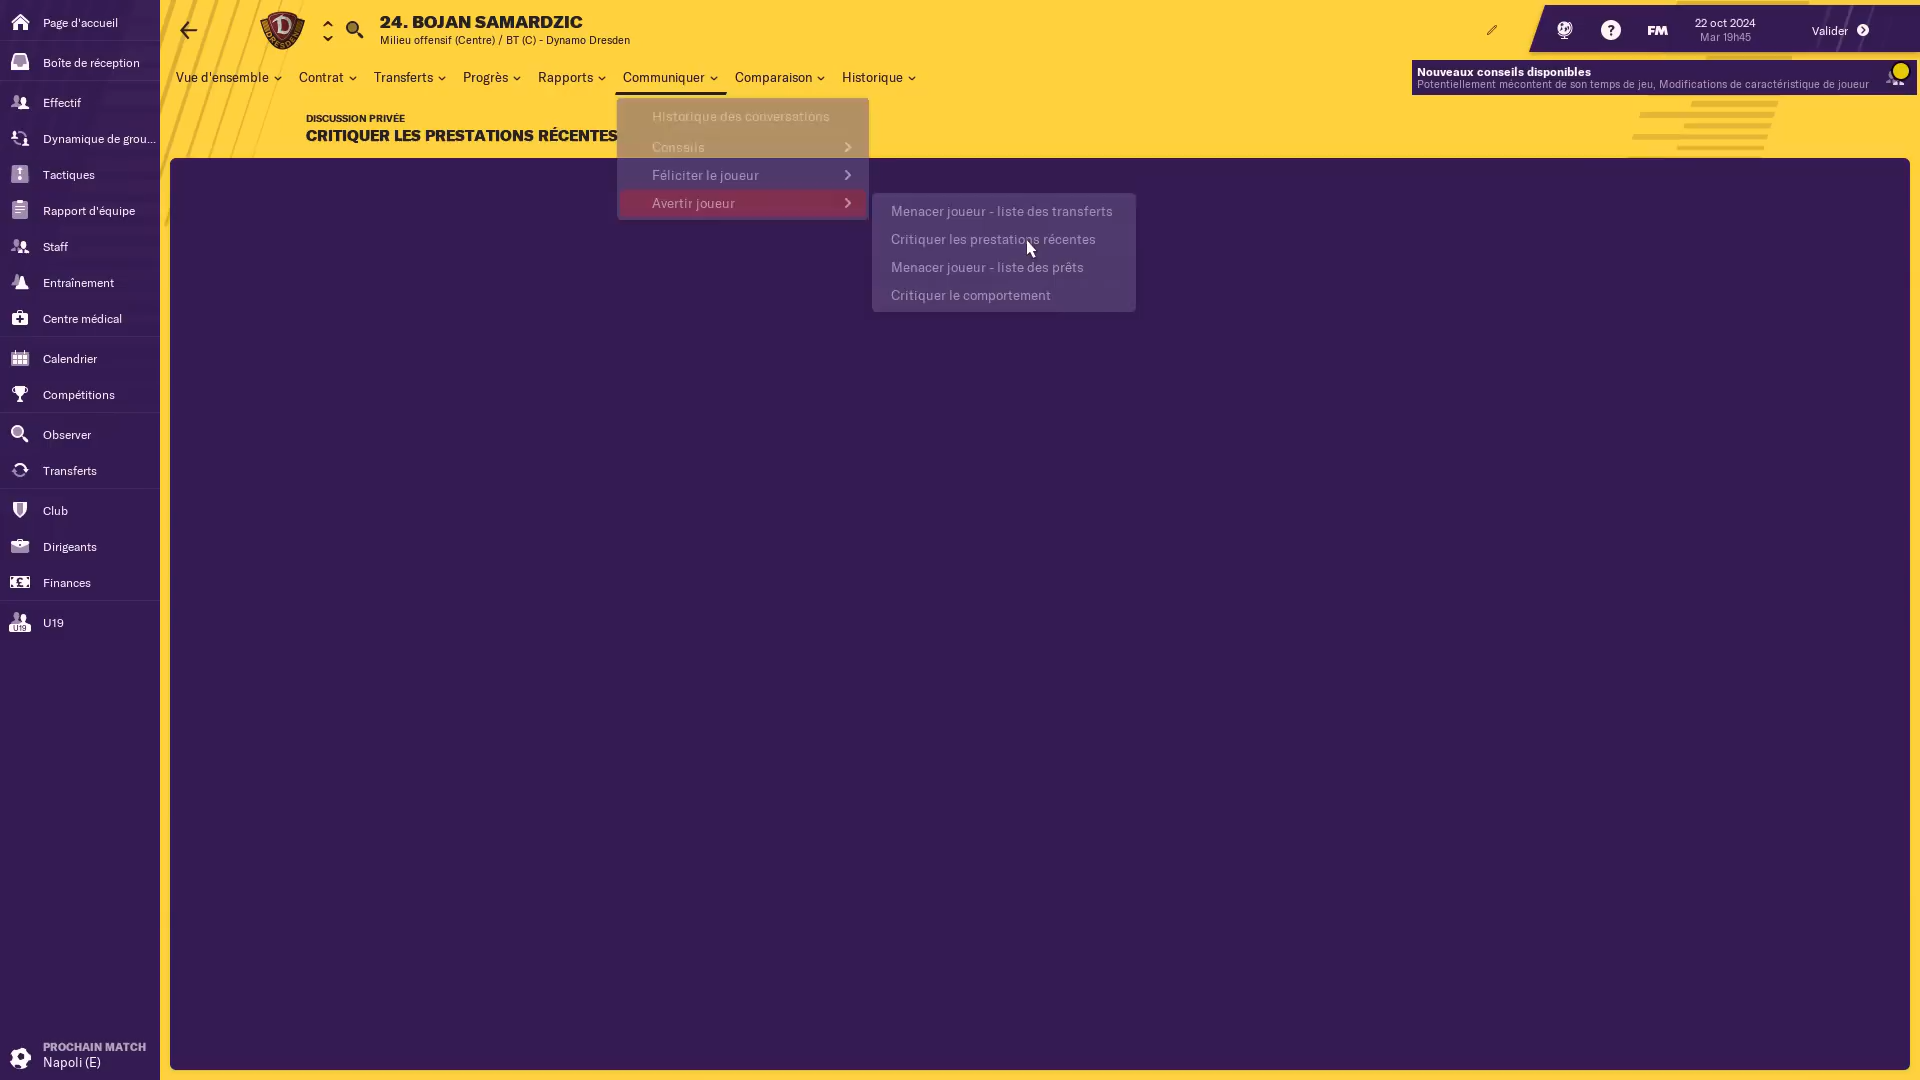 Page d'accueil
Boîte de réception
Effectif
Dynamique de grou...
Tactiques
Rapport d'équipe
Staff
Entraînement
Centre médical
Calendrier
Compétitions
Observer
Transferts
Club
Dirigeants
Finances
U19
U19
PROCHAIN MATCH
Napoli (E)
24. BOJAN SAMARDZIC
Milieu offensif (Centre) / BT (C) - Dynamo Dresden
Vue d'ensemble
Contrat
Transferts
Progrès
Rapports
Communiquer
Comparaison
Historique
FM
22 oct 2024
Mar 19h45
Valider
Nouveaux conseils disponibles
Potentiellement mécontent de son temps de jeu, Modifications de caractéristique de joueur
DISCUSSION PRIVÉE
CRITIQUER LES PRESTATIONS RÉCENTES
Historique des conversations
Conseils
Féliciter le joueur
Avertir joueur
Menacer joueur - liste des transferts
Critiquer les prestations récentes
Menacer joueur - liste des prêts
Critiquer le comportement